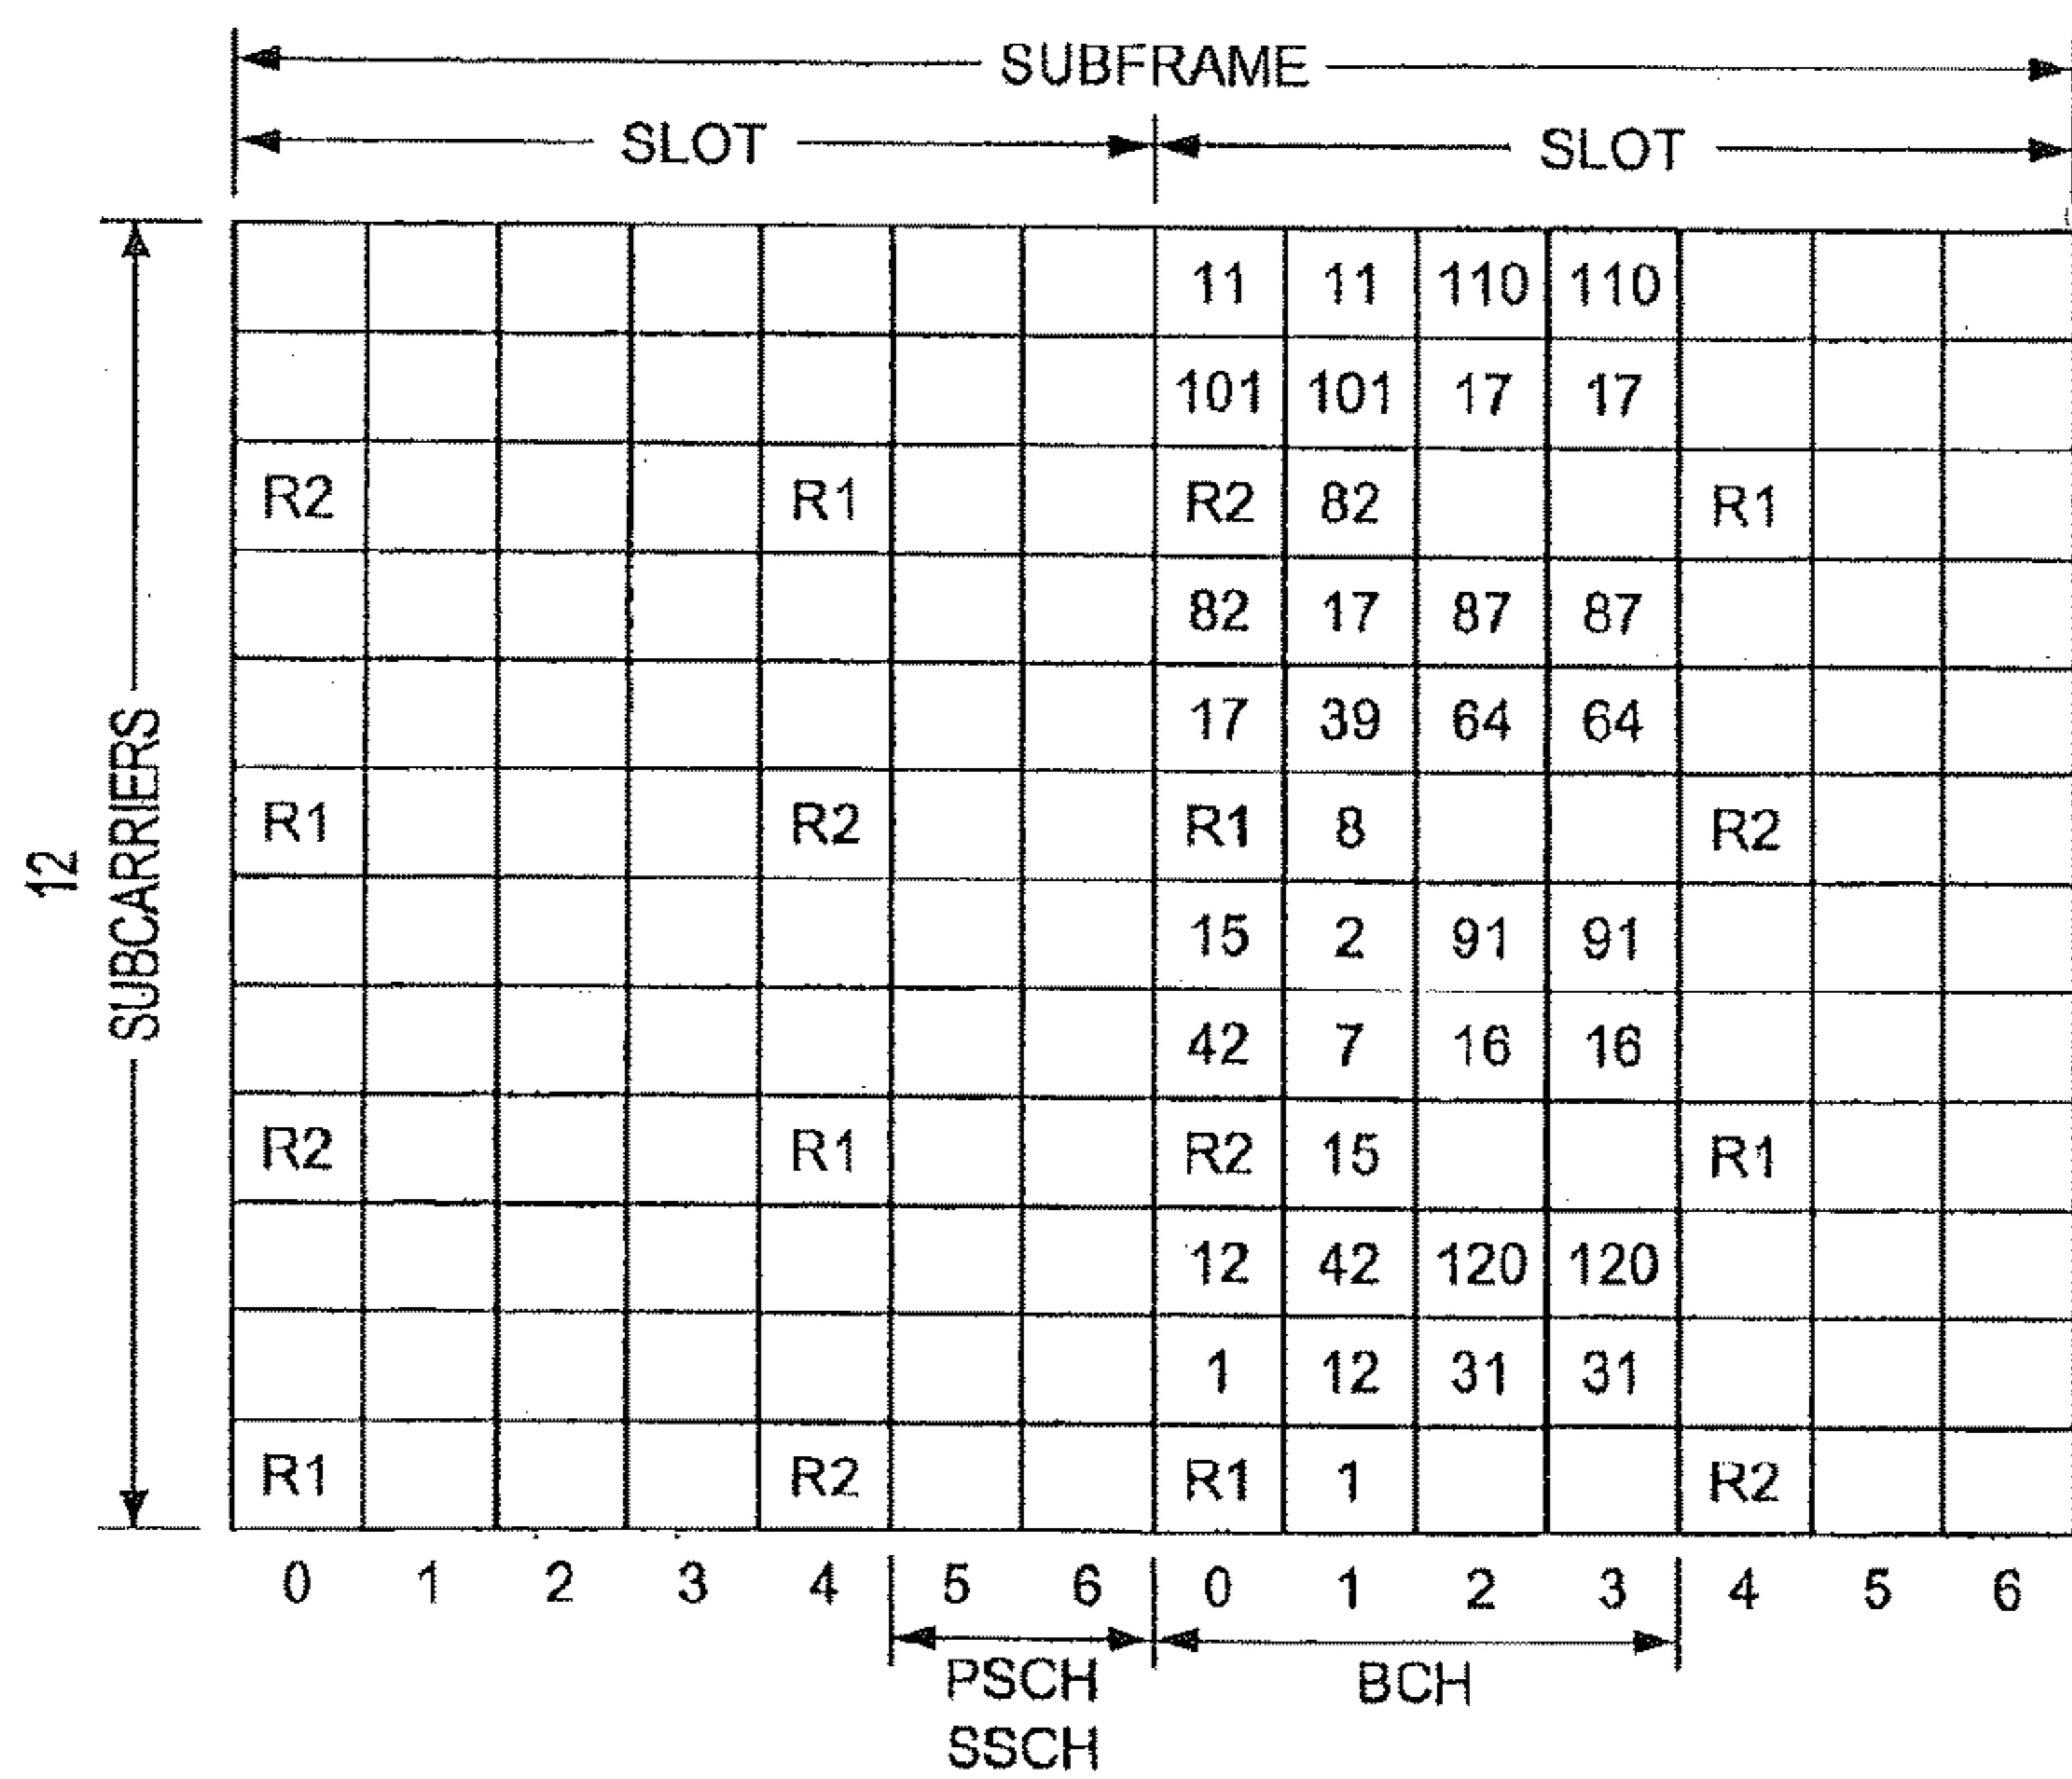 SUBFRAME
SLOT SLOT
11 11 110 110
101 101 17 17
R2 R1 R2 82 R1
82 17 87 87
17 39 64 64
R1 R2 R1 8 R2
12
SUBCARRIERS
15 2 91 91
42 7 16 16
R2 R1 R2 15 R1
12 42 120 120
1 12 31 31
R1 R2 R1 1 R2
0 1 2 3 4 5 6 0 1 2 3 4 5 6
PSCH BCH
SSCH